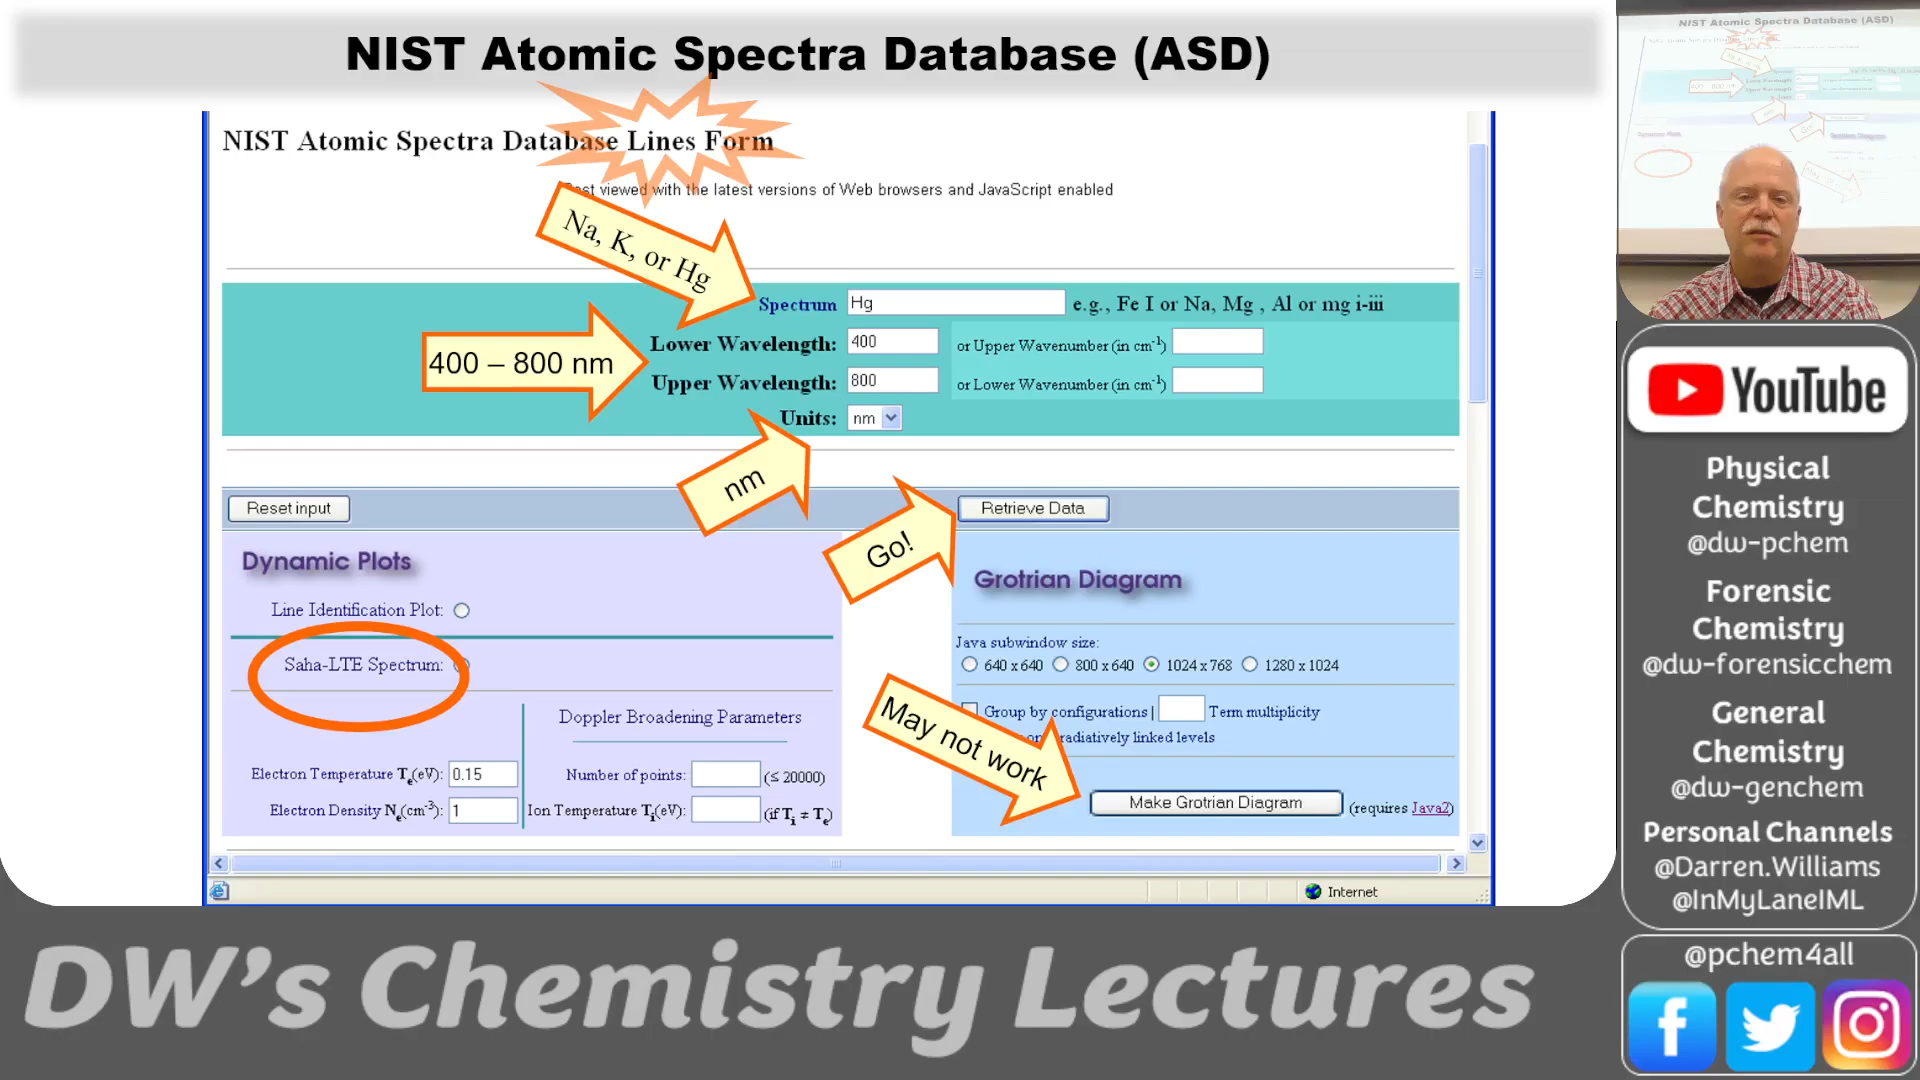 NIST Atomic Spectra Database (ASD)
NIST Atomic Spectra Database Lines Form
Best viewed with the latest versions of Web browsers and JavaScript enabled
Na, K, or Hg
Spectrum Hg e.g., Fe I or Na, Mg , Al or mg i-iii
400 – 800 nm
Lower Wavelength: 400 or Upper Wavenumber (in cm-1)
Upper Wavelength: 800 or Lower Wavenumber (in cm-1)
Units: nm
nm
Go!
Reset input
Retrieve Data
Dynamic Plots
Line Identification Plot:
Saha-LTE Spectrum:
Doppler Broadening Parameters
Electron Temperature Te(eV): 0.15
Number of points: (≤ 20000)
Electron Density Ne(cm-3): 1
Ion Temperature Ti(eV): (if Ti ≠ Te)
Grotrian Diagram
Java subwindow size:
640 x 640 800 x 640 1024 x 768 1280 x 1024
Group by configurations | Term multiplicity
radiatively linked levels
May not work
Make Grotrian Diagram (requires Java2)
Internet
DW's Chemistry Lectures
NIST Atomic Spectra Database (ASD)
YouTube
Physical
Chemistry
@dw-pchem
Forensic
Chemistry
@dw-forensicchem
General
Chemistry
@dw-genchem
Personal Channels
@Darren.Williams
@InMyLaneIML
@pchem4all